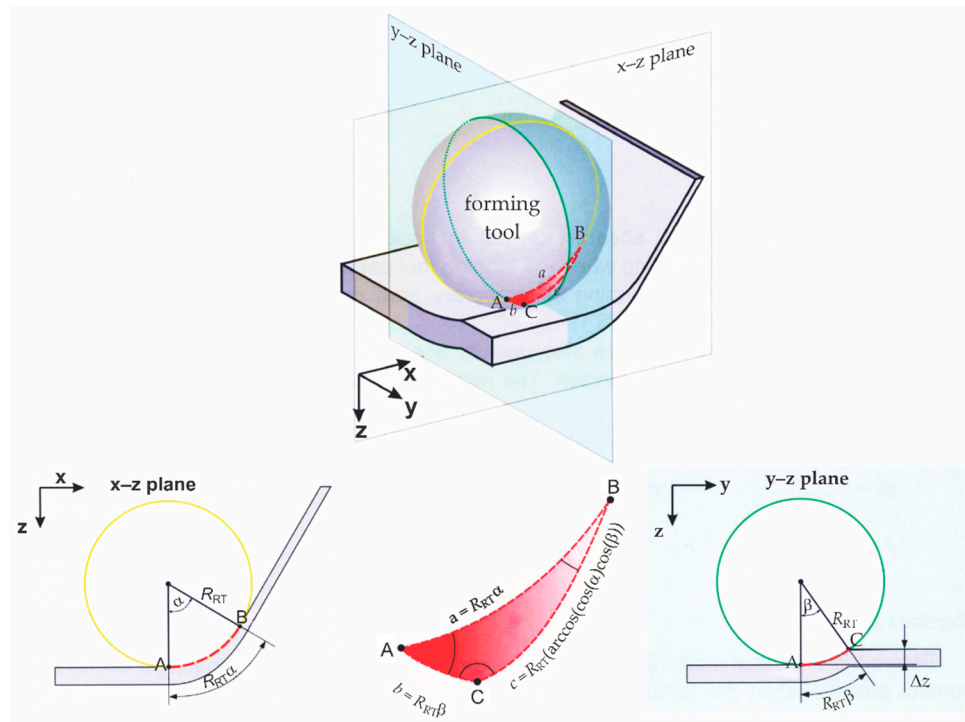 y–z plane
x–z plane
forming
tool
B
a
c
A
b
C
x
y
z
x
x–z plane
z
α
R_RT
B
A
R_RTα
B
a = R_RTα
c = R_RT(arccos(cos(α)cos(β))
A
b = R_RTβ
C
y
y–z plane
z
β
R_RT
C
A
Δz
R_RTβ